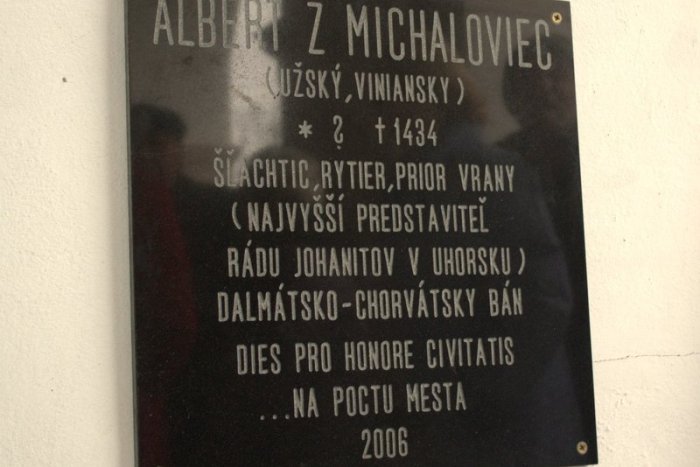 ALBERT Z MICHALOVIEC
(UŽSKÝ,VINIANSKY)
* ? †1434
ŠĽACHTIC,RYTIER,PRIOR VRANY
(NAJVYŠŠÍ PREDSTAVITEĽ
RÁDU JOHANITOV V UHORSKU)
DALMÁTSKO-CHORVÁTSKY BÁN
DIES PRO HONORE CIVITATIS
...NA POCTU MESTA
2006